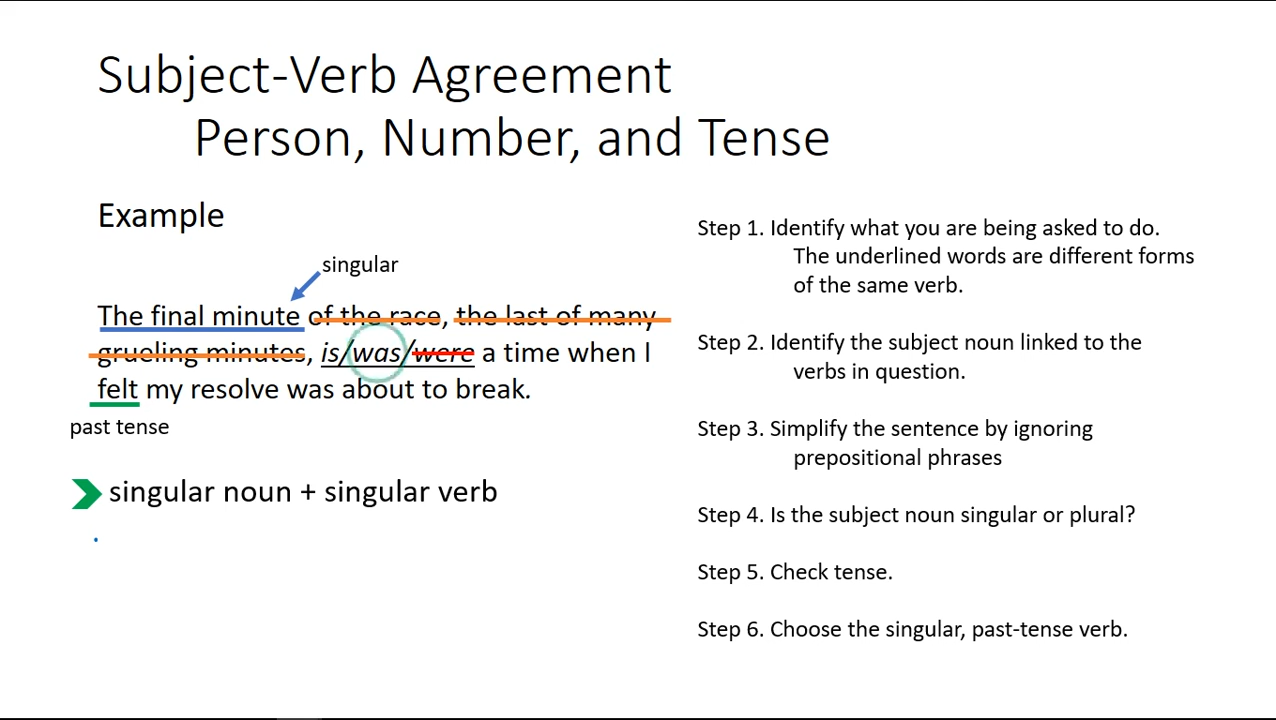 Subject-Verb Agreement
Person, Number, and Tense
Example
singular
The final minute of the race, the last of many
grueling minutes, is/was/were a time when I
felt my resolve was about to break.
past tense
singular noun + singular verb
Step 1. Identify what you are being asked to do.
The underlined words are different forms
of the same verb.
Step 2. Identify the subject noun linked to the
verbs in question.
Step 3. Simplify the sentence by ignoring
prepositional phrases
Step 4. Is the subject noun singular or plural?
Step 5. Check tense.
Step 6. Choose the singular, past-tense verb.